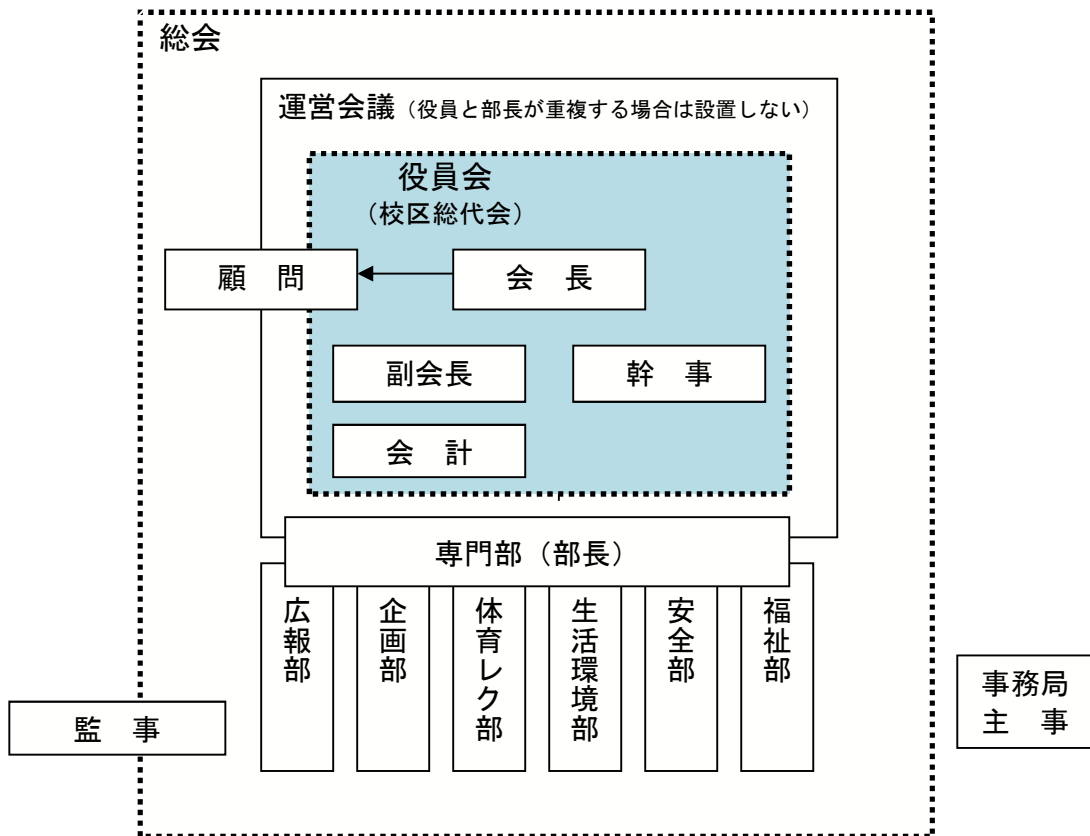 総会
運営会議（役員と部長が重複する場合は設置しない）
役員会
（校区総代会）
顧　問
会　長
副会長
幹　事
会　計
専門部（部長）
広報部
企画部
体育レク部
生活環境部
安全部
福祉部
監　事
事務局
主　事